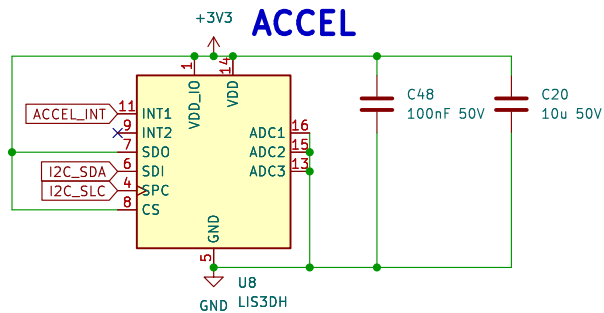 ACCEL
+3V3
1
14
VDD_IO
VDD
C48
100nF 50V
C20
10u 50V
ACCEL_INT
11
INT1
9
INT2
7
SDO
I2C_SDA
6
SDI
I2C_SLC
4
SPC
8
CS
16
ADC1
15
ADC2
13
ADC3
GND
5
GND
U8
LIS3DH